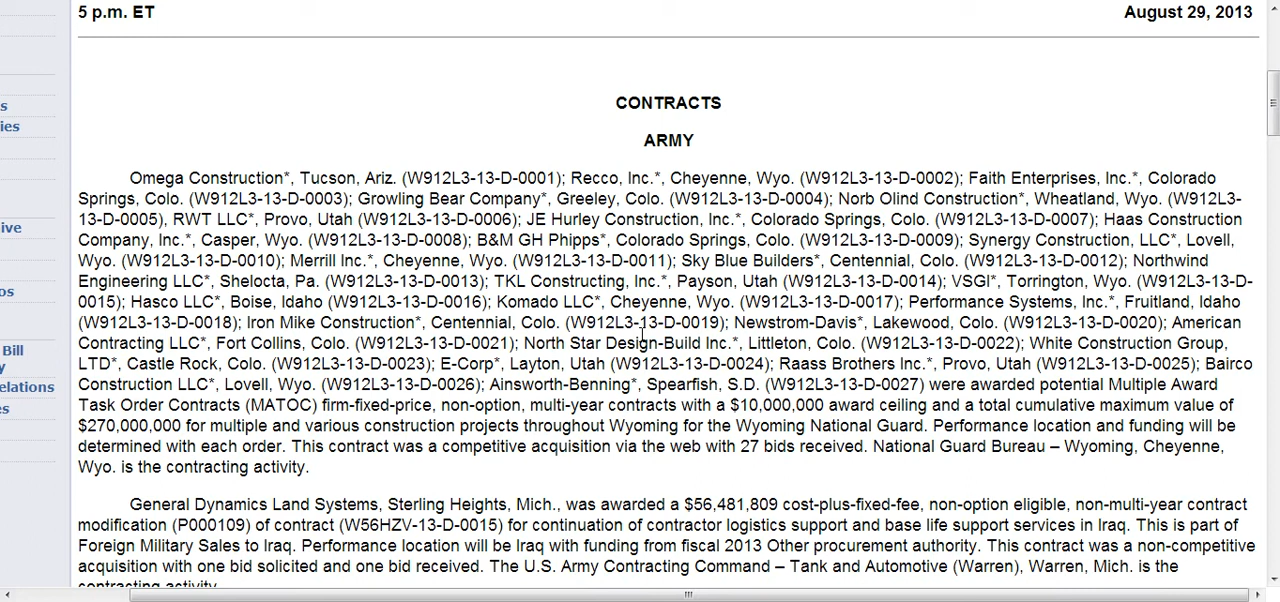 5 p.m. ET
August 29, 2013
CONTRACTS
s
ies
ARMY
Omega Construction*, Tucson, Ariz. (W912L3-13-D-0001); Recco, Inc.*, Cheyenne, Wyo. (W912L3-13-D-0002); Faith Enterprises, Inc.*, Colorado
Springs, Colo. (W912L3-13-D-0003); Growling Bear Company*, Greeley, Colo. (W912L3-13-D-0004); Norb Olind Construction*, Wheatland, Wyo. (W912L3-
13-D-0005), RWT LLC*, Provo, Utah (W912L3-13-D-0006); JE Hurley Construction, Inc.*, Colorado Springs, Colo. (W912L3-13-D-0007); Haas Construction
ive
Company, Inc.*, Casper, Wyo. (W912L3-13-D-0008); B&M GH Phipps*, Colorado Springs, Colo. (W912L3-13-D-0009); Synergy Construction, LLC*, Lovell,
Wyo. (W912L3-13-D-0010); Merrill Inc.*, Cheyenne, Wyo. (W912L3-13-D-0011); Sky Blue Builders*, Centennial, Colo. (W912L3-13-D-0012); Northwind
Engineering LLC*, Shelocta, Pa. (W912L3-13-D-0013); TKL Constructing, Inc.*, Payson, Utah (W912L3-13-D-0014); VSGI*, Torrington, Wyo. (W912L3-13-D-
os
0015); Hasco LLC*, Boise, Idaho (W912L3-13-D-0016); Komado LLC*, Cheyenne, Wyo. (W912L3-13-D-0017); Performance Systems, Inc.*, Fruitland, Idaho
(W912L3-13-D-0018); Iron Mike Construction*, Centennial, Colo. (W912L3-13-D-0019); Newstrom-Davis*, Lakewood, Colo. (W912L3-13-D-0020); American
Contracting LLC*, Fort Collins, Colo. (W912L3-13-D-0021); North Star Design-Build Inc.*, Littleton, Colo. (W912L3-13-D-0022); White Construction Group,
Bill
y
LTD*, Castle Rock, Colo. (W912L3-13-D-0023); E-Corp*, Layton, Utah (W912L3-13-D-0024); Raass Brothers Inc.*, Provo, Utah (W912L3-13-D-0025); Bairco
elations
Construction LLC*, Lovell, Wyo. (W912L3-13-D-0026); Ainsworth-Benning*, Spearfish, S.D. (W912L3-13-D-0027) were awarded potential Multiple Award
s
Task Order Contracts (MATOC) firm-fixed-price, non-option, multi-year contracts with a $10,000,000 award ceiling and a total cumulative maximum value of
$270,000,000 for multiple and various construction projects throughout Wyoming for the Wyoming National Guard. Performance location and funding will be
determined with each order. This contract was a competitive acquisition via the web with 27 bids received. National Guard Bureau – Wyoming, Cheyenne,
Wyo. is the contracting activity.
General Dynamics Land Systems, Sterling Heights, Mich., was awarded a $56,481,809 cost-plus-fixed-fee, non-option eligible, non-multi-year contract
modification (P000109) of contract (W56HZV-13-D-0015) for continuation of contractor logistics support and base life support services in Iraq. This is part of
Foreign Military Sales to Iraq. Performance location will be Iraq with funding from fiscal 2013 Other procurement authority. This contract was a non-competitive
acquisition with one bid solicited and one bid received. The U.S. Army Contracting Command – Tank and Automotive (Warren), Warren, Mich. is the
contracting activity.